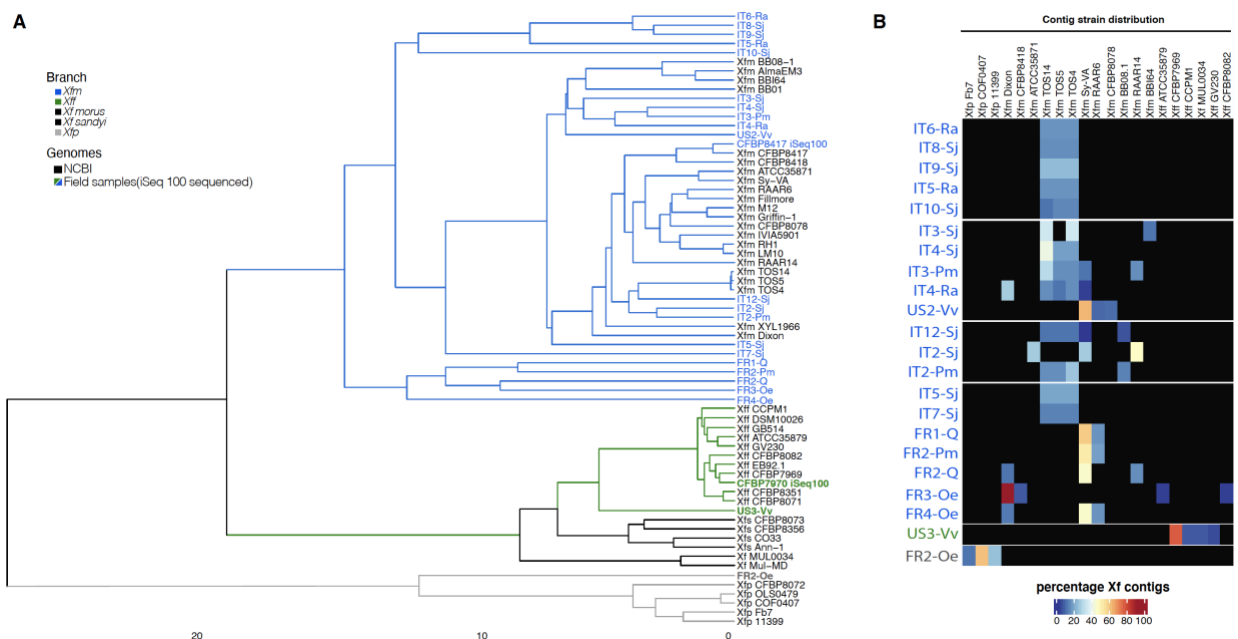 A
Branch
Xfm
Xff
Xf morus
Xf sandyi
Xfp
Genomes
NCBI
Field samples(iSeq 100 sequenced)
IT6-Ra
IT8-Sj
IT9-Sj
IT5-Ra
IT10-Sj
Xfm BB08-1
Xfm AlmaEM3
Xfm BBI64
Xfm BB01
IT3-Sj
IT4-Sj
IT3-Pm
IT4-Ra
US2-Vv
CFBP8417 iSeq100
Xfm CFBP8417
Xfm CFBP8418
Xfm ATCC35871
Xfm Sy-VA
Xfm RAAR6
Xfm Fillmore
Xfm M12
Xfm Griffin-1
Xfm CFBP8078
Xfm IVIA5901
Xfm RH1
Xfm LM10
Xfm RAAR14
Xfm TOS14
Xfm TOS5
Xfm TOS4
IT12-Sj
IT2-Sj
IT2-Pm
Xfm XYL1966
Xfm Dixon
IT5-Sj
IT7-Sj
FR1-Q
FR2-Pm
FR2-Q
FR3-Oe
FR4-Oe
Xff CCPM1
Xff DSM10026
Xff GB514
Xff ATCC35879
Xff GV230
Xff CFBP8082
Xff EB92.1
Xff CFBP7969
CFBP7970 iSeq100
Xff CFBP8351
Xff CFBP8071
US3-Vv
Xfs CFBP8073
Xfs CFBP8356
Xfs CO33
Xfs Ann-1
Xf MUL0034
Xf Mul-MD
FR2-Oe
Xfp CFBP8072
Xfp OLS0479
Xfp COF0407
Xfp Fb7
Xfp 11399
20 10 0
B
Contig strain distribution
Xfp Fb7
Xfp COF0407
Xfp 11399
Xfm Dixon
Xfm CFBP8418
Xfm ATCC35871
Xfm TOS14
Xfm TOS5
Xfm TOS4
Xfm Sy-VA
Xfm RAAR6
Xfm CFBP8078
Xfm BB08.1
Xfm RAAR14
Xfm BBI64
Xff ATCC35879
Xff CFBP7969
Xff CCPM1
Xf MUL0034
Xff GV230
Xff CFBP8082
IT6-Ra
IT8-Sj
IT9-Sj
IT5-Ra
IT10-Sj
IT3-Sj
IT4-Sj
IT3-Pm
IT4-Ra
US2-Vv
IT12-Sj
IT2-Sj
IT2-Pm
IT5-Sj
IT7-Sj
FR1-Q
FR2-Pm
FR2-Q
FR3-Oe
FR4-Oe
US3-Vv
FR2-Oe
percentage Xf contigs
0 20 40 60 80 100